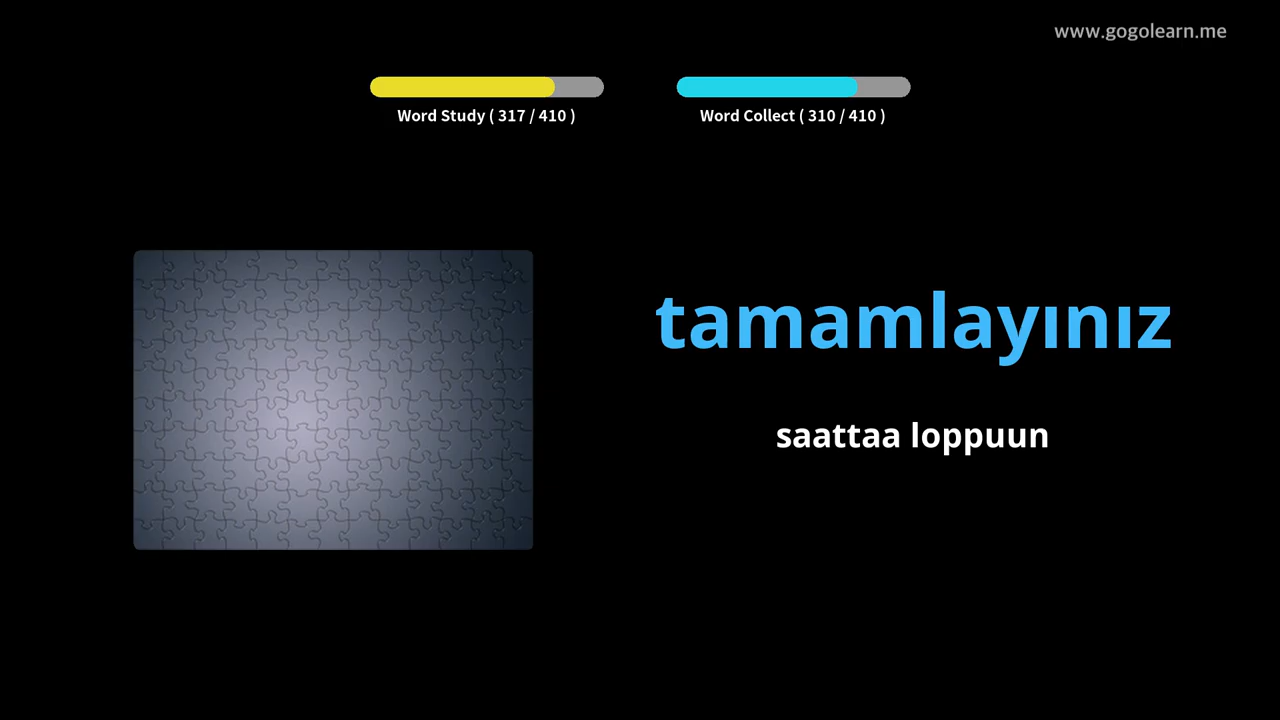 www.gogolearn.me
Word Study ( 317 / 410 )
Word Collect ( 310 / 410 )
tamamlayınız
saattaa loppuun